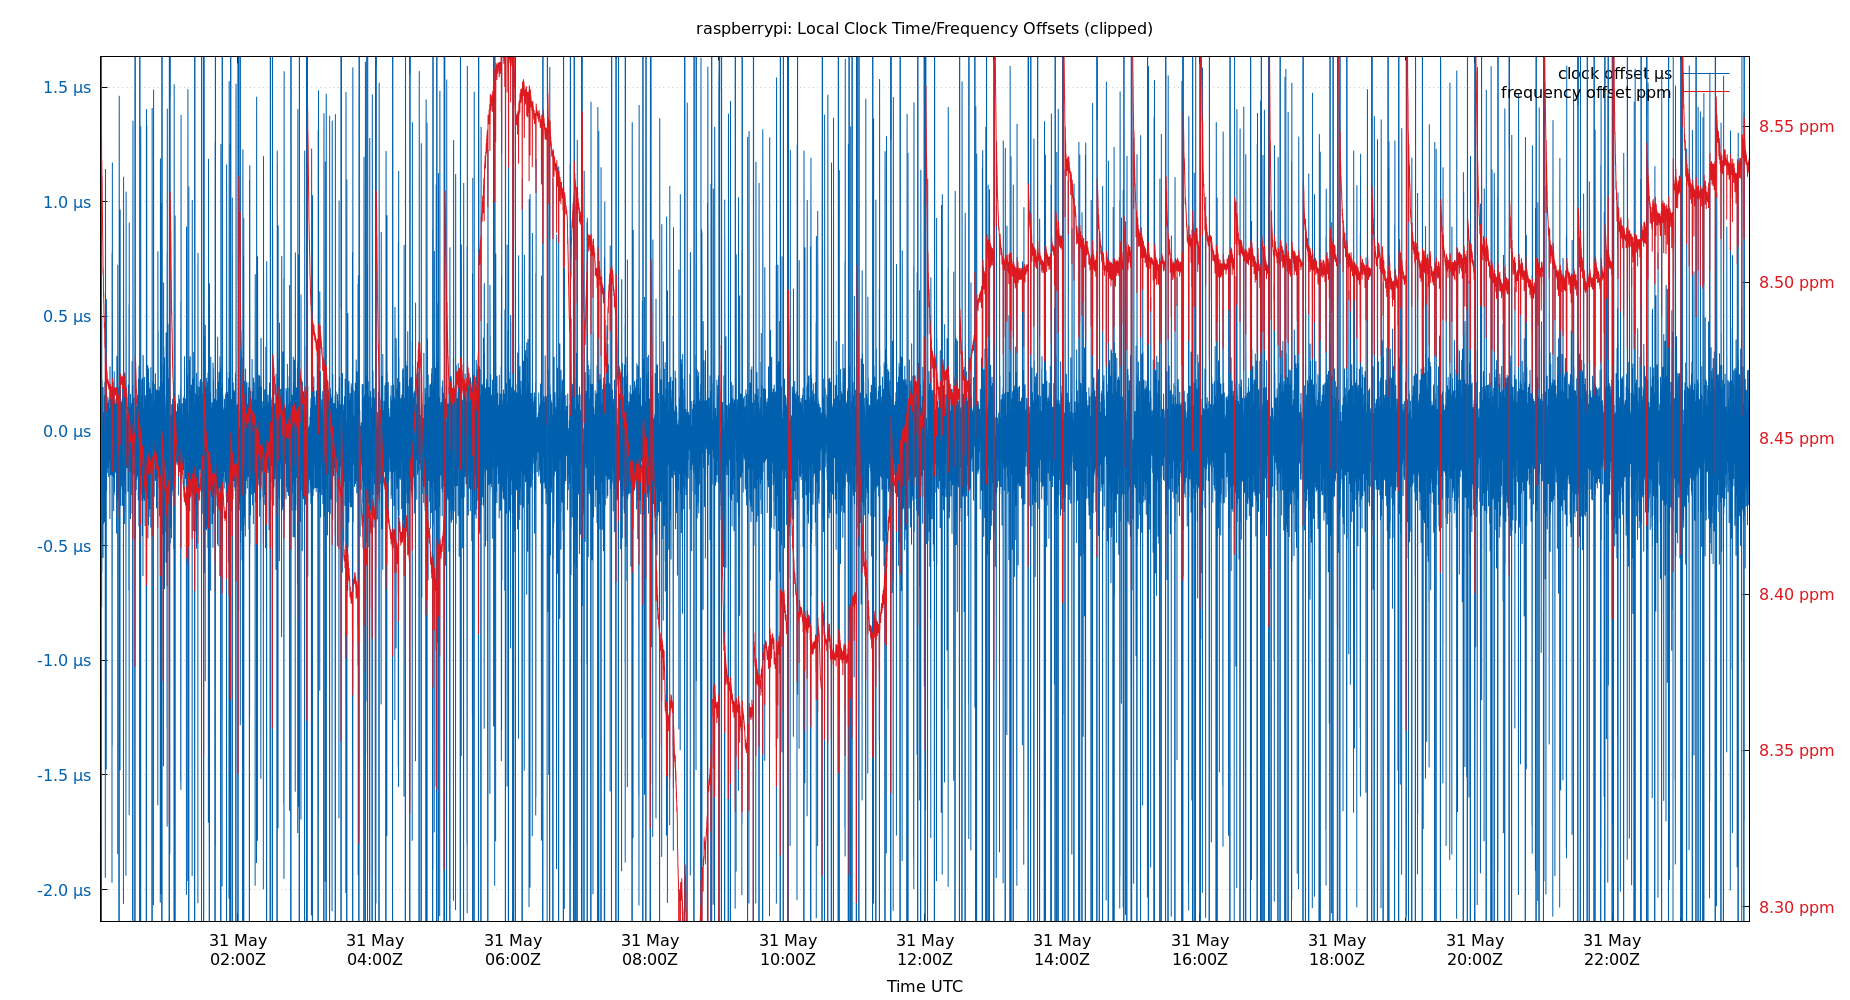 raspberrypi: Local Clock Time/Frequency Offsets (clipped)
clock offset µs
frequency offset ppm
1.5 µs
1.0 µs
0.5 µs
0.0 µs
-0.5 µs
-1.0 µs
-1.5 µs
-2.0 µs
8.55 ppm
8.50 ppm
8.45 ppm
8.40 ppm
8.35 ppm
8.30 ppm
31 May 31 May 31 May 31 May 31 May 31 May 31 May 31 May 31 May 31 May 31 May
02:00Z 04:00Z 06:00Z 08:00Z 10:00Z 12:00Z 14:00Z 16:00Z 18:00Z 20:00Z 22:00Z
Time UTC